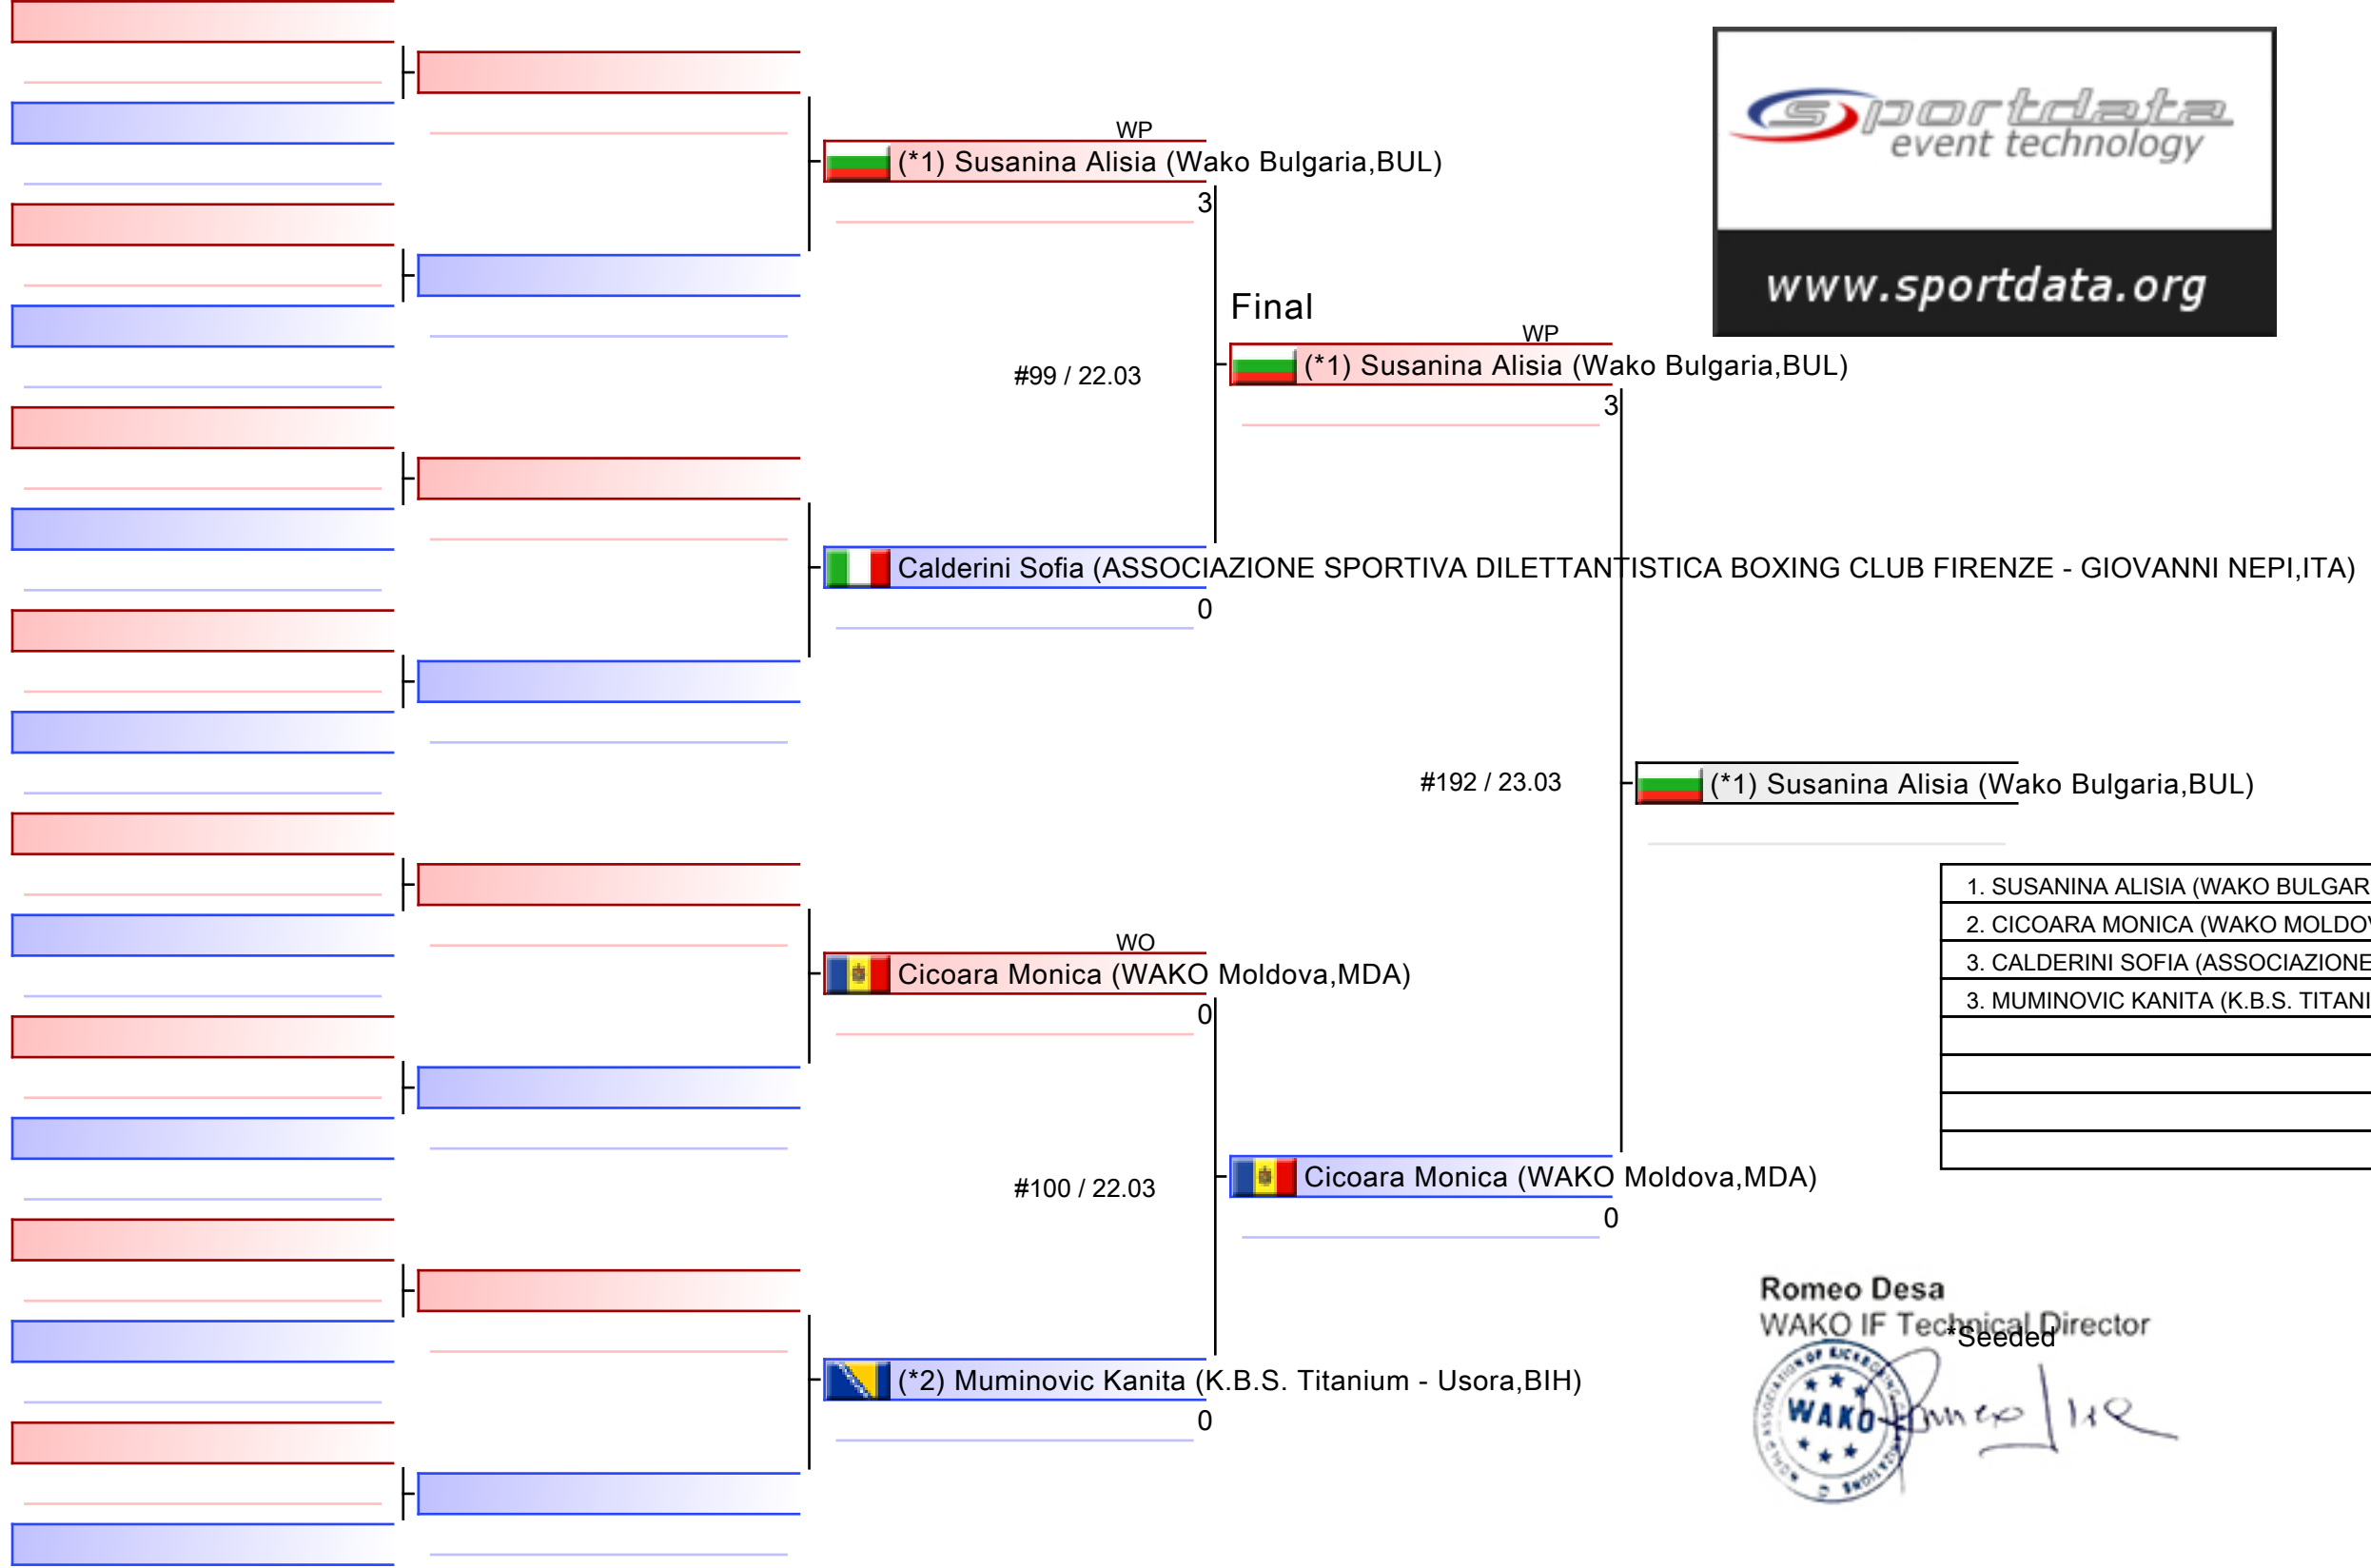 sportdata
event technology
www.sportdata.org
WP
(*1) Susanina Alisia (Wako Bulgaria,BUL)
3
Final
WP
#99 / 22.03
(*1) Susanina Alisia (Wako Bulgaria,BUL)
3
Calderini Sofia (ASSOCIAZIONE SPORTIVA DILETTANTISTICA BOXING CLUB FIRENZE - GIOVANNI NEPI,ITA)
0
#192 / 23.03
(*1) Susanina Alisia (Wako Bulgaria,BUL)
1. SUSANINA ALISIA (WAKO BULGAR
2. CICOARA MONICA (WAKO MOLDOV
3. CALDERINI SOFIA (ASSOCIAZIONE
3. MUMINOVIC KANITA (K.B.S. TITANI
WO
Cicoara Monica (WAKO Moldova,MDA)
0
#100 / 22.03
Cicoara Monica (WAKO Moldova,MDA)
0
(*2) Muminovic Kanita (K.B.S. Titanium - Usora,BIH)
0
Romeo Desa
WAKO IF Technical Director
*Seeded
WAKO